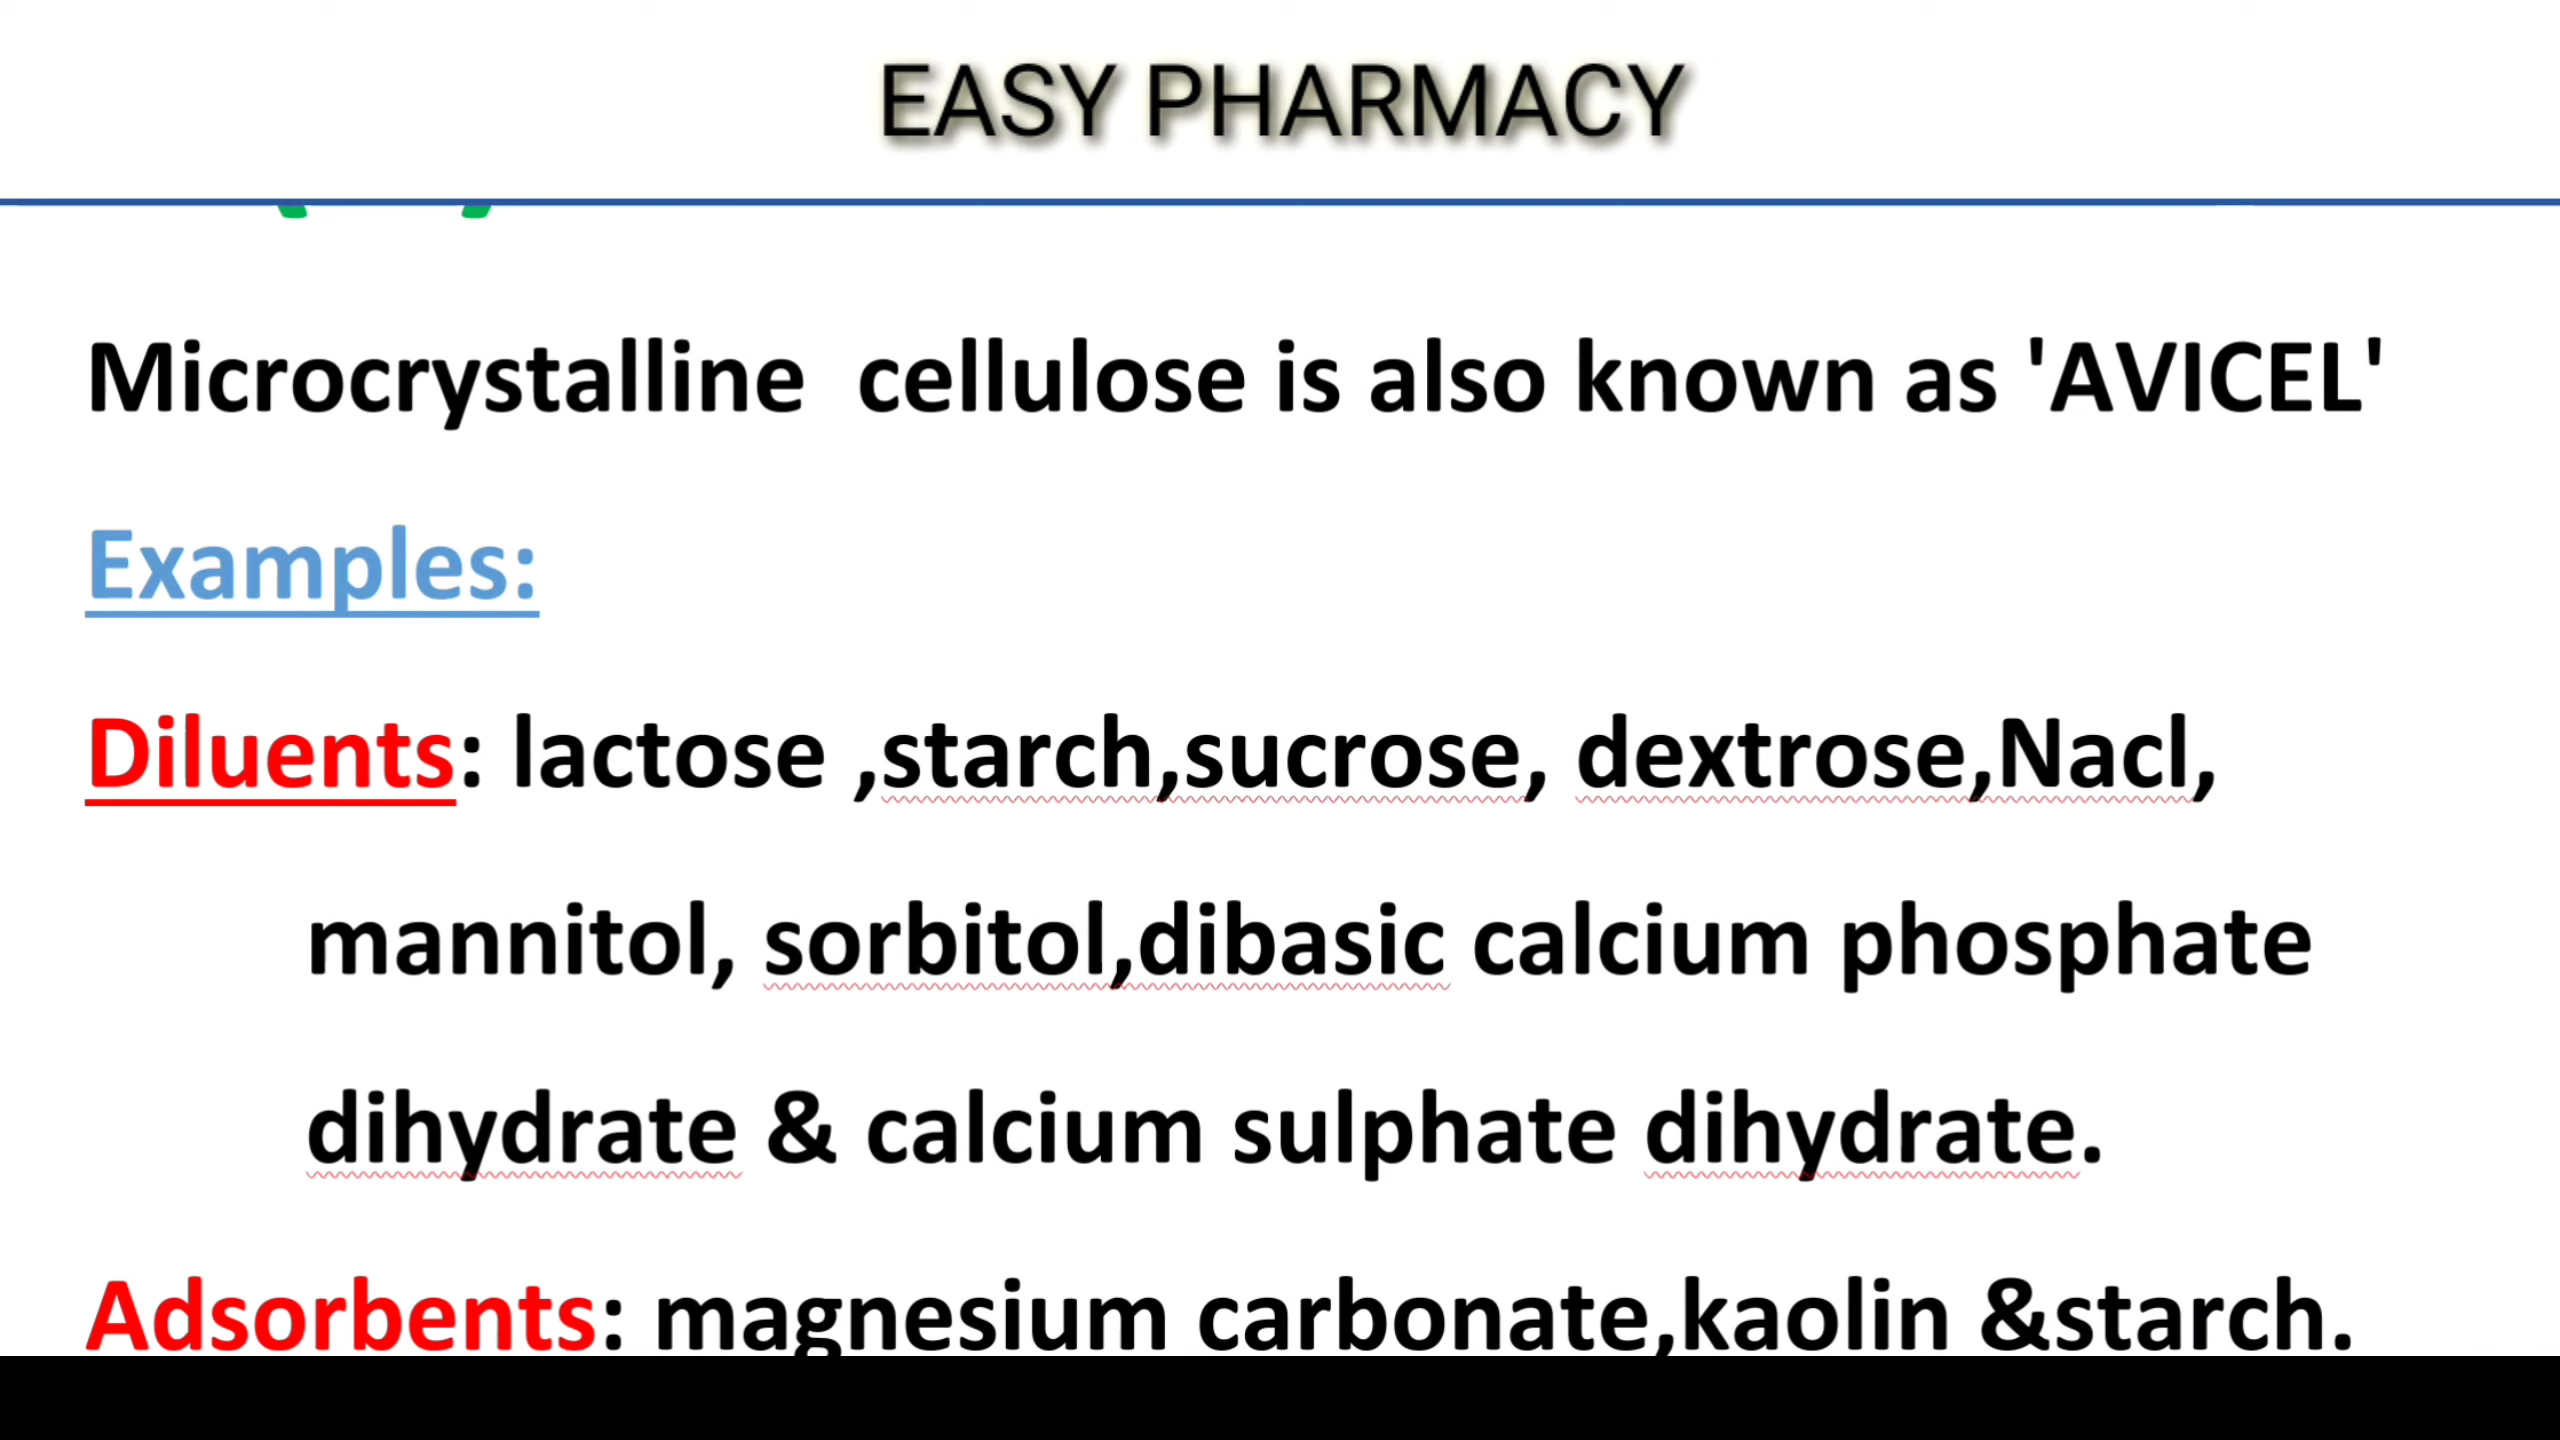 EASY PHARMACY
Microcrystalline  cellulose is also known as 'AVICEL'
Examples:
Diluents: lactose ,starch,sucrose, dextrose,Nacl,
mannitol, sorbitol,dibasic calcium phosphate
dihydrate & calcium sulphate dihydrate.
Adsorbents: magnesium carbonate,kaolin &starch.